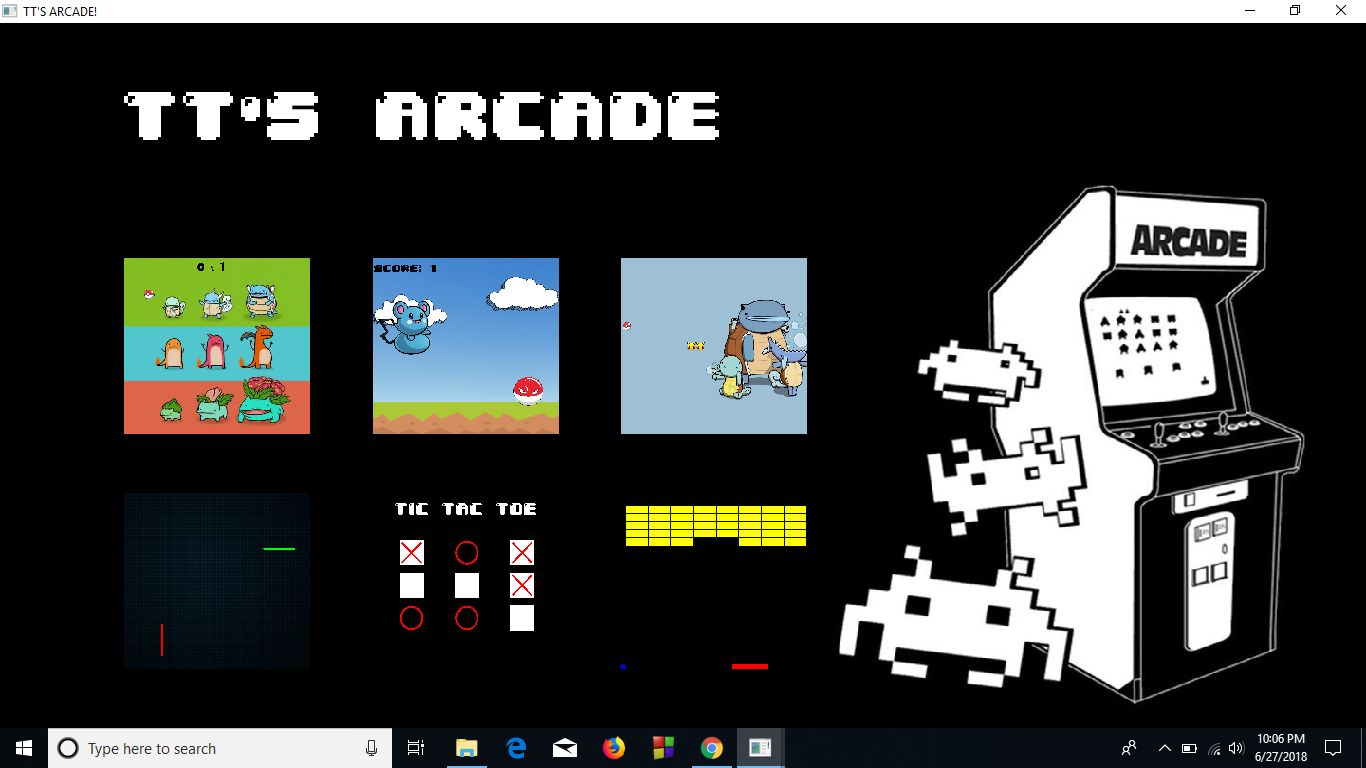 TT'S ARCADE!
TT'S ARCADE
ARCADE
0 : 1
SCORE: 1
TIC TAC TOE
Type here to search
10:06 PM
6/27/2018